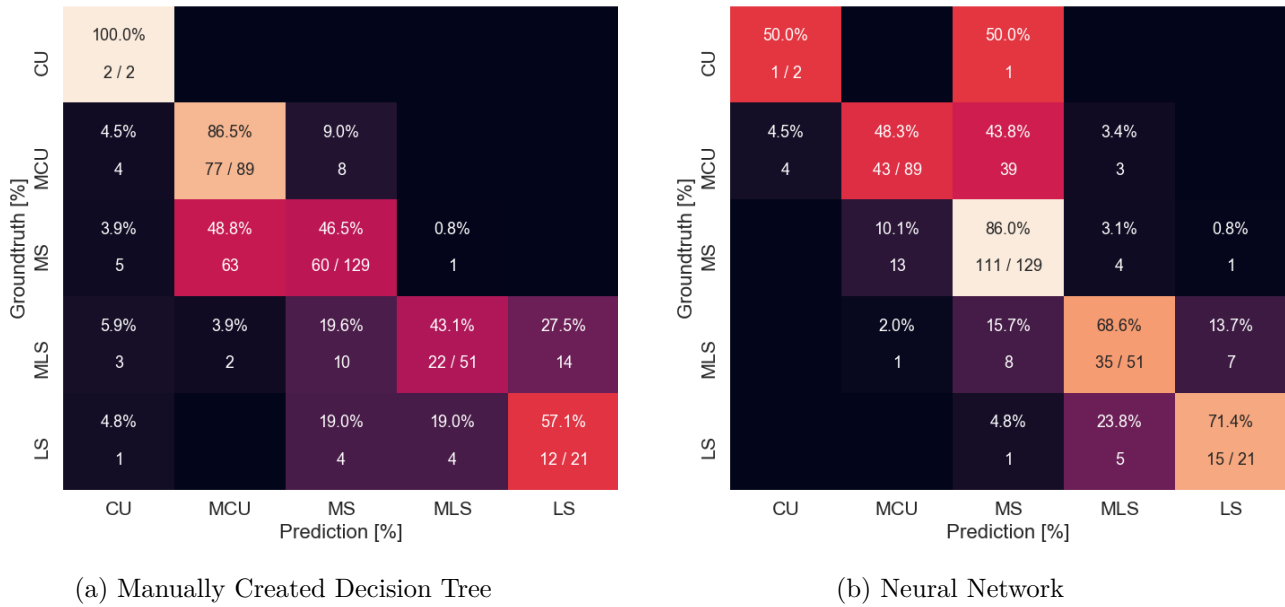 Groundtruth [%]
CU
100.0%
2 / 2
MCU
4.5% 86.5% 9.0%
4 77 / 89 8
MS
3.9% 48.8% 46.5% 0.8%
5 63 60 / 129 1
MLS
5.9% 3.9% 19.6% 43.1% 27.5%
3 2 10 22 / 51 14
LS
4.8% 19.0% 19.0% 57.1%
1 4 4 12 / 21
CU MCU MS MLS LS
Prediction [%]
(a) Manually Created Decision Tree
Groundtruth [%]
CU
50.0% 50.0%
1 / 2 1
MCU
4.5% 48.3% 43.8% 3.4%
4 43 / 89 39 3
MS
10.1% 86.0% 3.1% 0.8%
13 111 / 129 4 1
MLS
2.0% 15.7% 68.6% 13.7%
1 8 35 / 51 7
LS
4.8% 23.8% 71.4%
1 5 15 / 21
CU MCU MS MLS LS
Prediction [%]
(b) Neural Network